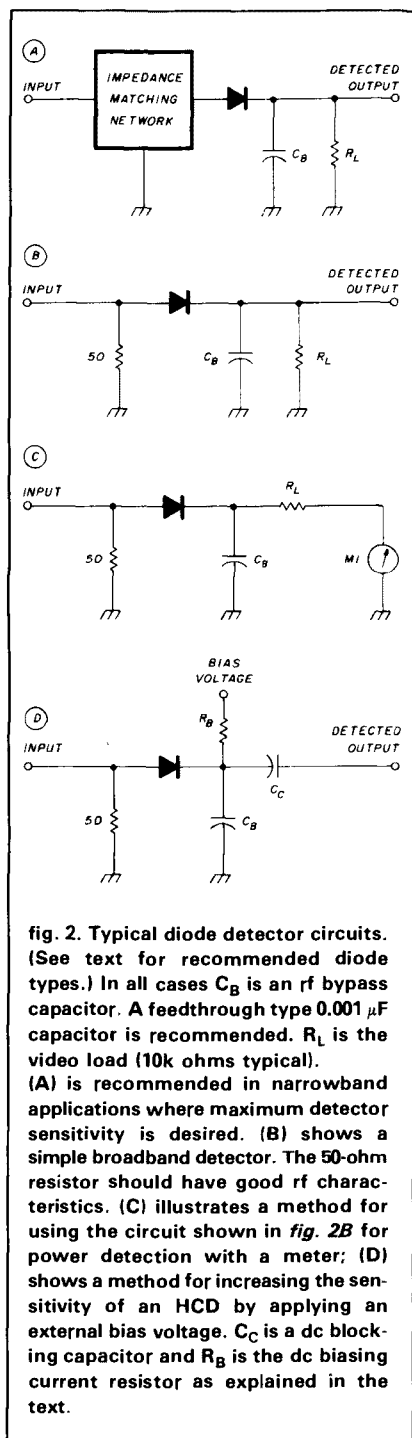 A
INPUT
IMPEDANCE
MATCHING
NETWORK
DETECTED
OUTPUT
CB
RL
B
INPUT
DETECTED
OUTPUT
50
CB
RL
C
INPUT
RL
50
CB
M1
BIAS
VOLTAGE
D
INPUT
RB
DETECTED
OUTPUT
CC
50
CB
fig. 2. Typical diode detector circuits.
(See text for recommended diode
types.) In all cases CB is an rf bypass
capacitor. A feedthrough type 0.001 μF
capacitor is recommended. RL is the
video load (10k ohms typical).
(A) is recommended in narrowband
applications where maximum detector
sensitivity is desired. (B) shows a
simple broadband detector. The 50-ohm
resistor should have good rf charac-
teristics. (C) illustrates a method for
using the circuit shown in fig. 2B for
power detection with a meter; (D)
shows a method for increasing the sen-
sitivity of an HCD by applying an
external bias voltage. CC is a dc block-
ing capacitor and RB is the dc biasing
current resistor as explained in the
text.